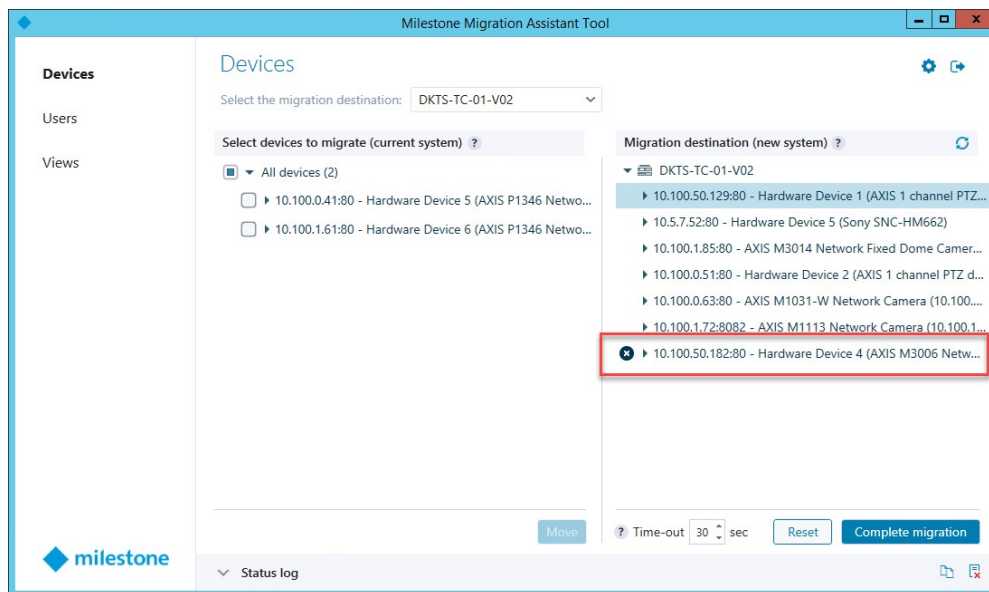 Milestone Migration Assistant Tool
Devices
Users
Views
Devices
Select the migration destination: DKTS-TC-01-V02
Select devices to migrate (current system) ?
All devices (2)
10.100.0.41:80 - Hardware Device 5 (AXIS P1346 Netwo...
10.100.1.61:80 - Hardware Device 6 (AXIS P1346 Netwo...
Move
Migration destination (new system) ?
DKTS-TC-01-V02
10.100.50.129:80 - Hardware Device 1 (AXIS 1 channel PTZ...
10.5.7.52:80 - Hardware Device 5 (Sony SNC-HM662)
10.100.1.85:80 - AXIS M3014 Network Fixed Dome Camer...
10.100.0.51:80 - Hardware Device 2 (AXIS 1 channel PTZ d...
10.100.0.63:80 - AXIS M1031-W Network Camera (10.100....
10.100.1.72:8082 - AXIS M1113 Network Camera (10.100.1...
10.100.50.182:80 - Hardware Device 4 (AXIS M3006 Netw...
? Time-out 30 sec Reset Complete migration
milestone
Status log